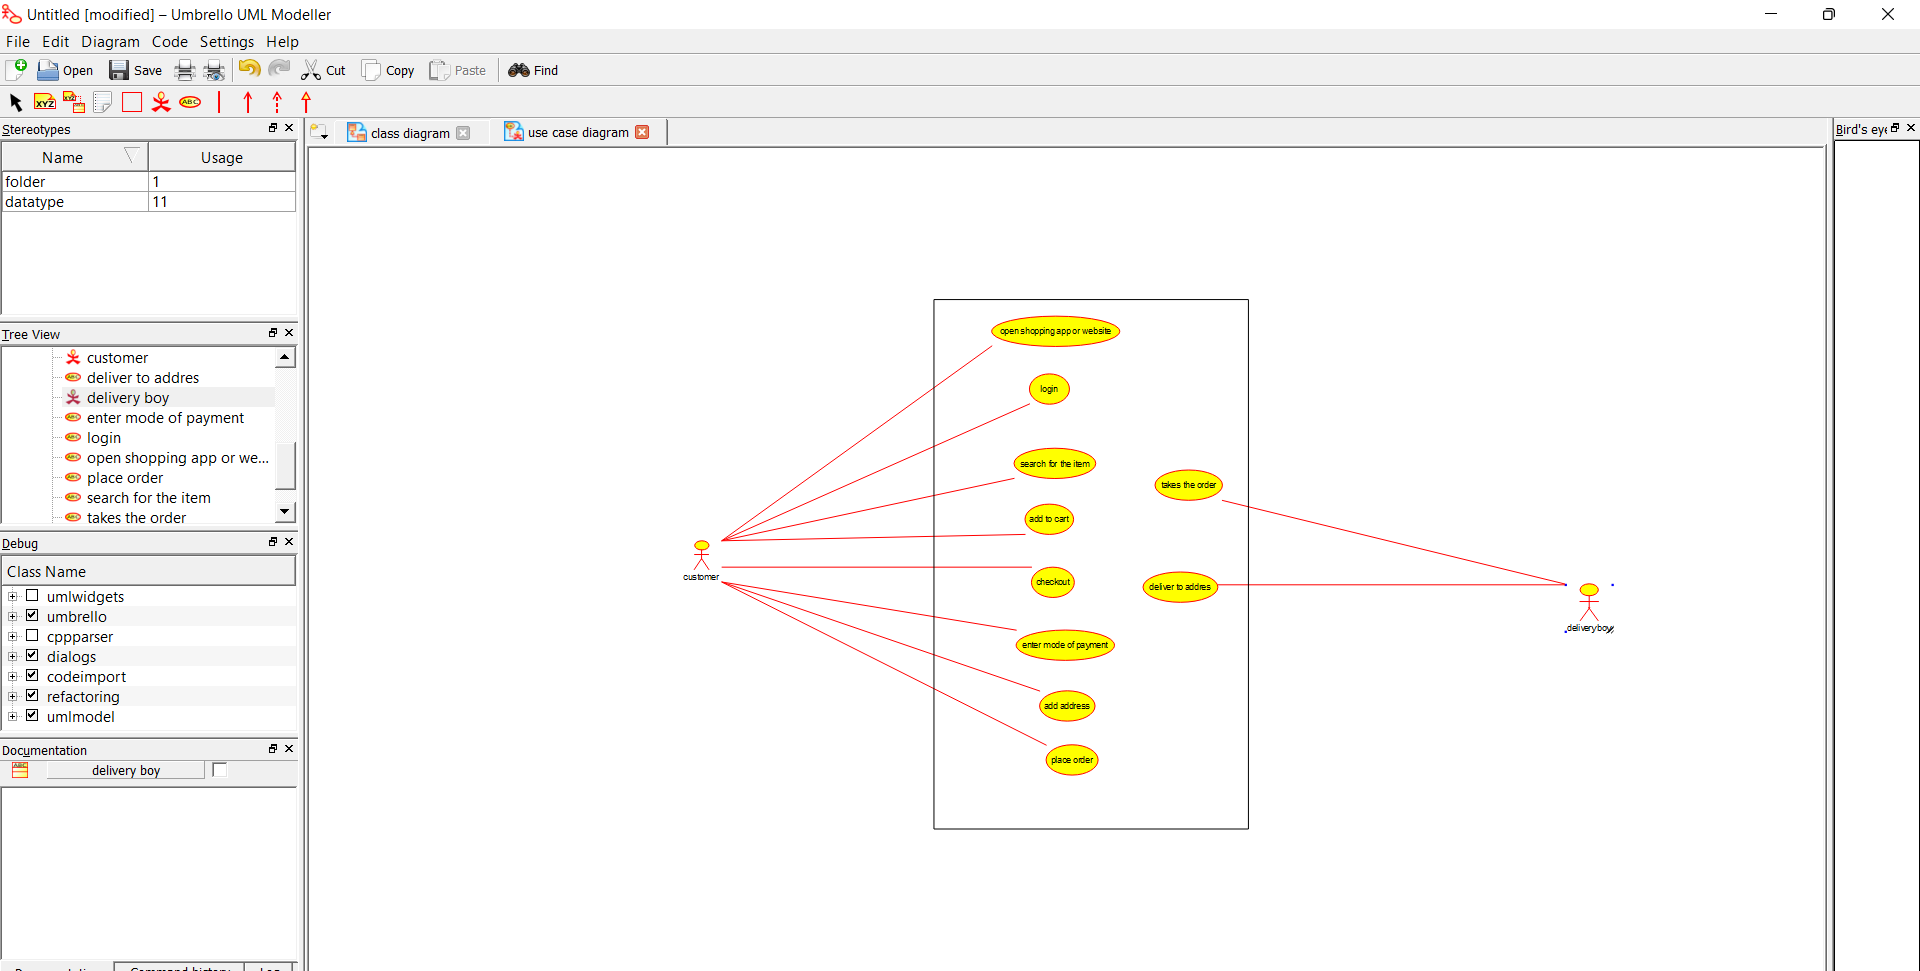 Untitled [modified] – Umbrello UML Modeller
File Edit Diagram Code Settings Help
Open Save Cut Copy Paste Find
XYZ XYZ ABC
Stereotypes
Name Usage
folder 1
datatype 11
Tree View
customer
deliver to addres
delivery boy
enter mode of payment
login
open shopping app or we...
place order
search for the item
takes the order
Debug
Class Name
umlwidgets
umbrello
cppparser
dialogs
codeimport
refactoring
umlmodel
Documentation
delivery boy
class diagram use case diagram
open shopping app or website
login
search for the item
takes the order
add to cart
customer
checkout
deliver to addres
delivery boy
enter mode of payment
add address
place order
Bird's eye